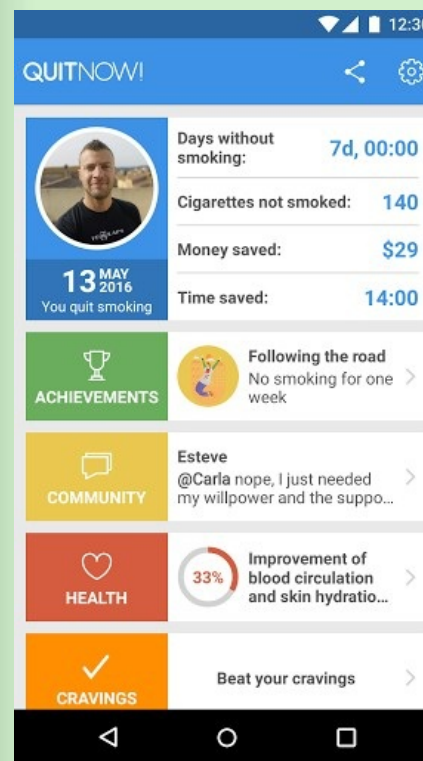 12:30
QUITNOW!
Days without
smoking:
7d, 00:00
Cigarettes not smoked: 140
Money saved: $29
Time saved: 14:00
13 MAY
2016
You quit smoking
ACHIEVEMENTS
Following the road
No smoking for one
week
COMMUNITY
Esteve
@Carla nope, I just needed
my willpower and the suppo...
HEALTH
33%
Improvement of
blood circulation
and skin hydratio...
CRAVINGS
Beat your cravings